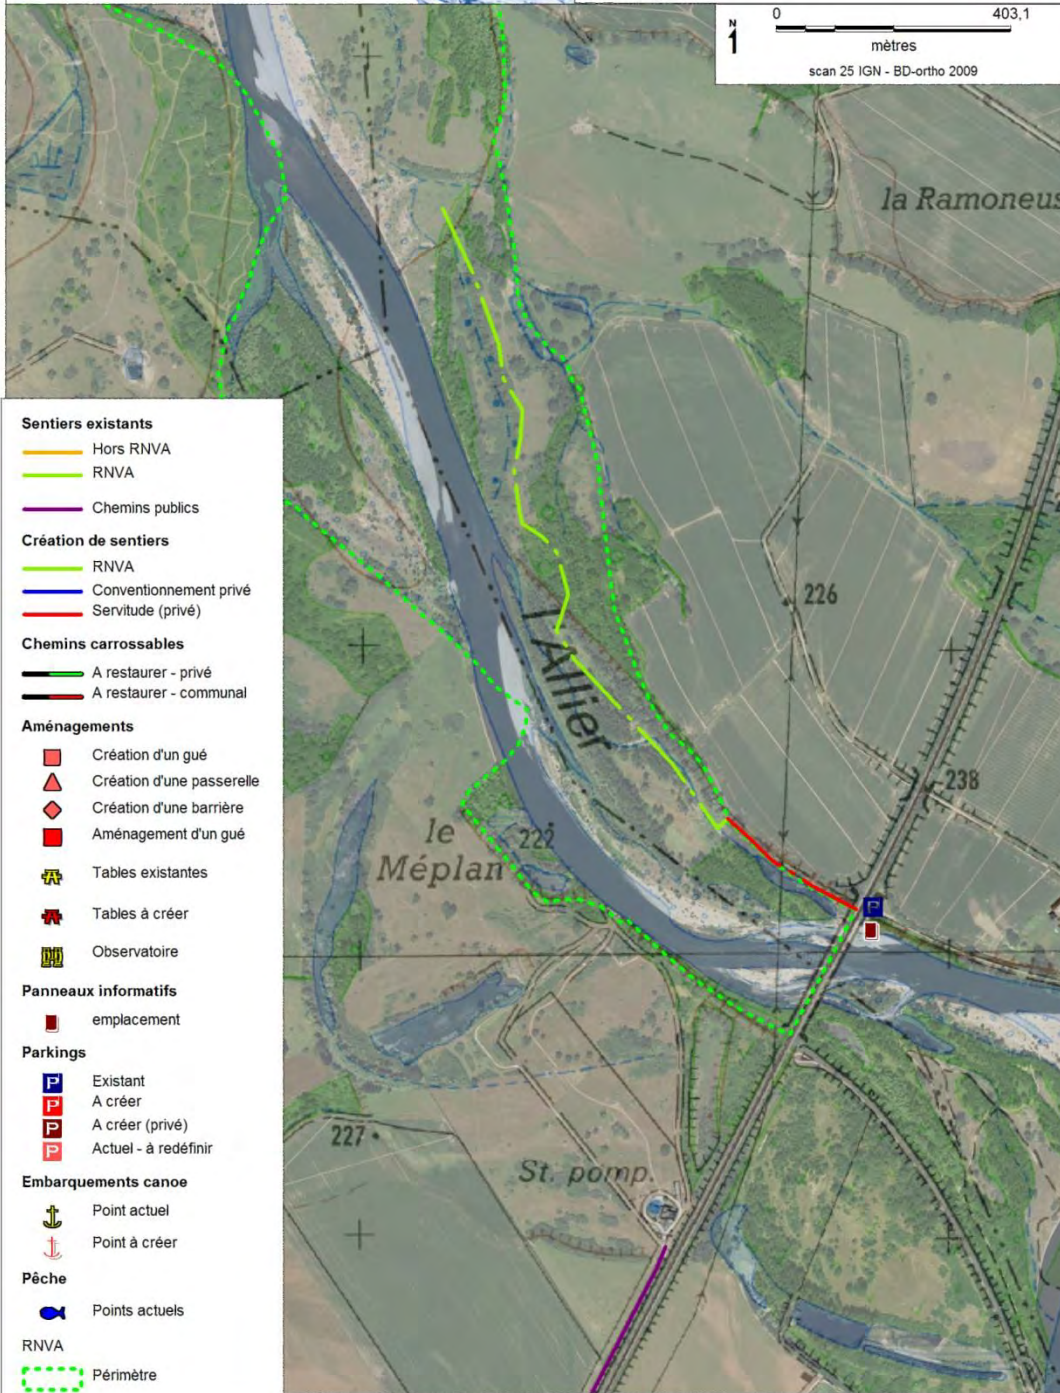 N
0 403,1
mètres
scan 25 IGN - BD-ortho 2009
la Ramoneus
Sentiers existants
Hors RNVA
RNVA
Chemins publics
Création de sentiers
RNVA
Conventionnement privé
Servitude (privé)
Chemins carrossables
A restaurer - privé
A restaurer - communal
Aménagements
Création d'un gué
Création d'une passerelle
Création d'une barrière
Aménagement d'un gué
Tables existantes
Tables à créer
Observatoire
Panneaux informatifs
emplacement
Parkings
P Existant
P A créer
P A créer (privé)
P Actuel - à redéfinir
Embarquements canoe
Point actuel
Point à créer
Pêche
Points actuels
RNVA
Périmètre
226
l'Allier
238
le
Méplan
222
P
227
St. pomp.